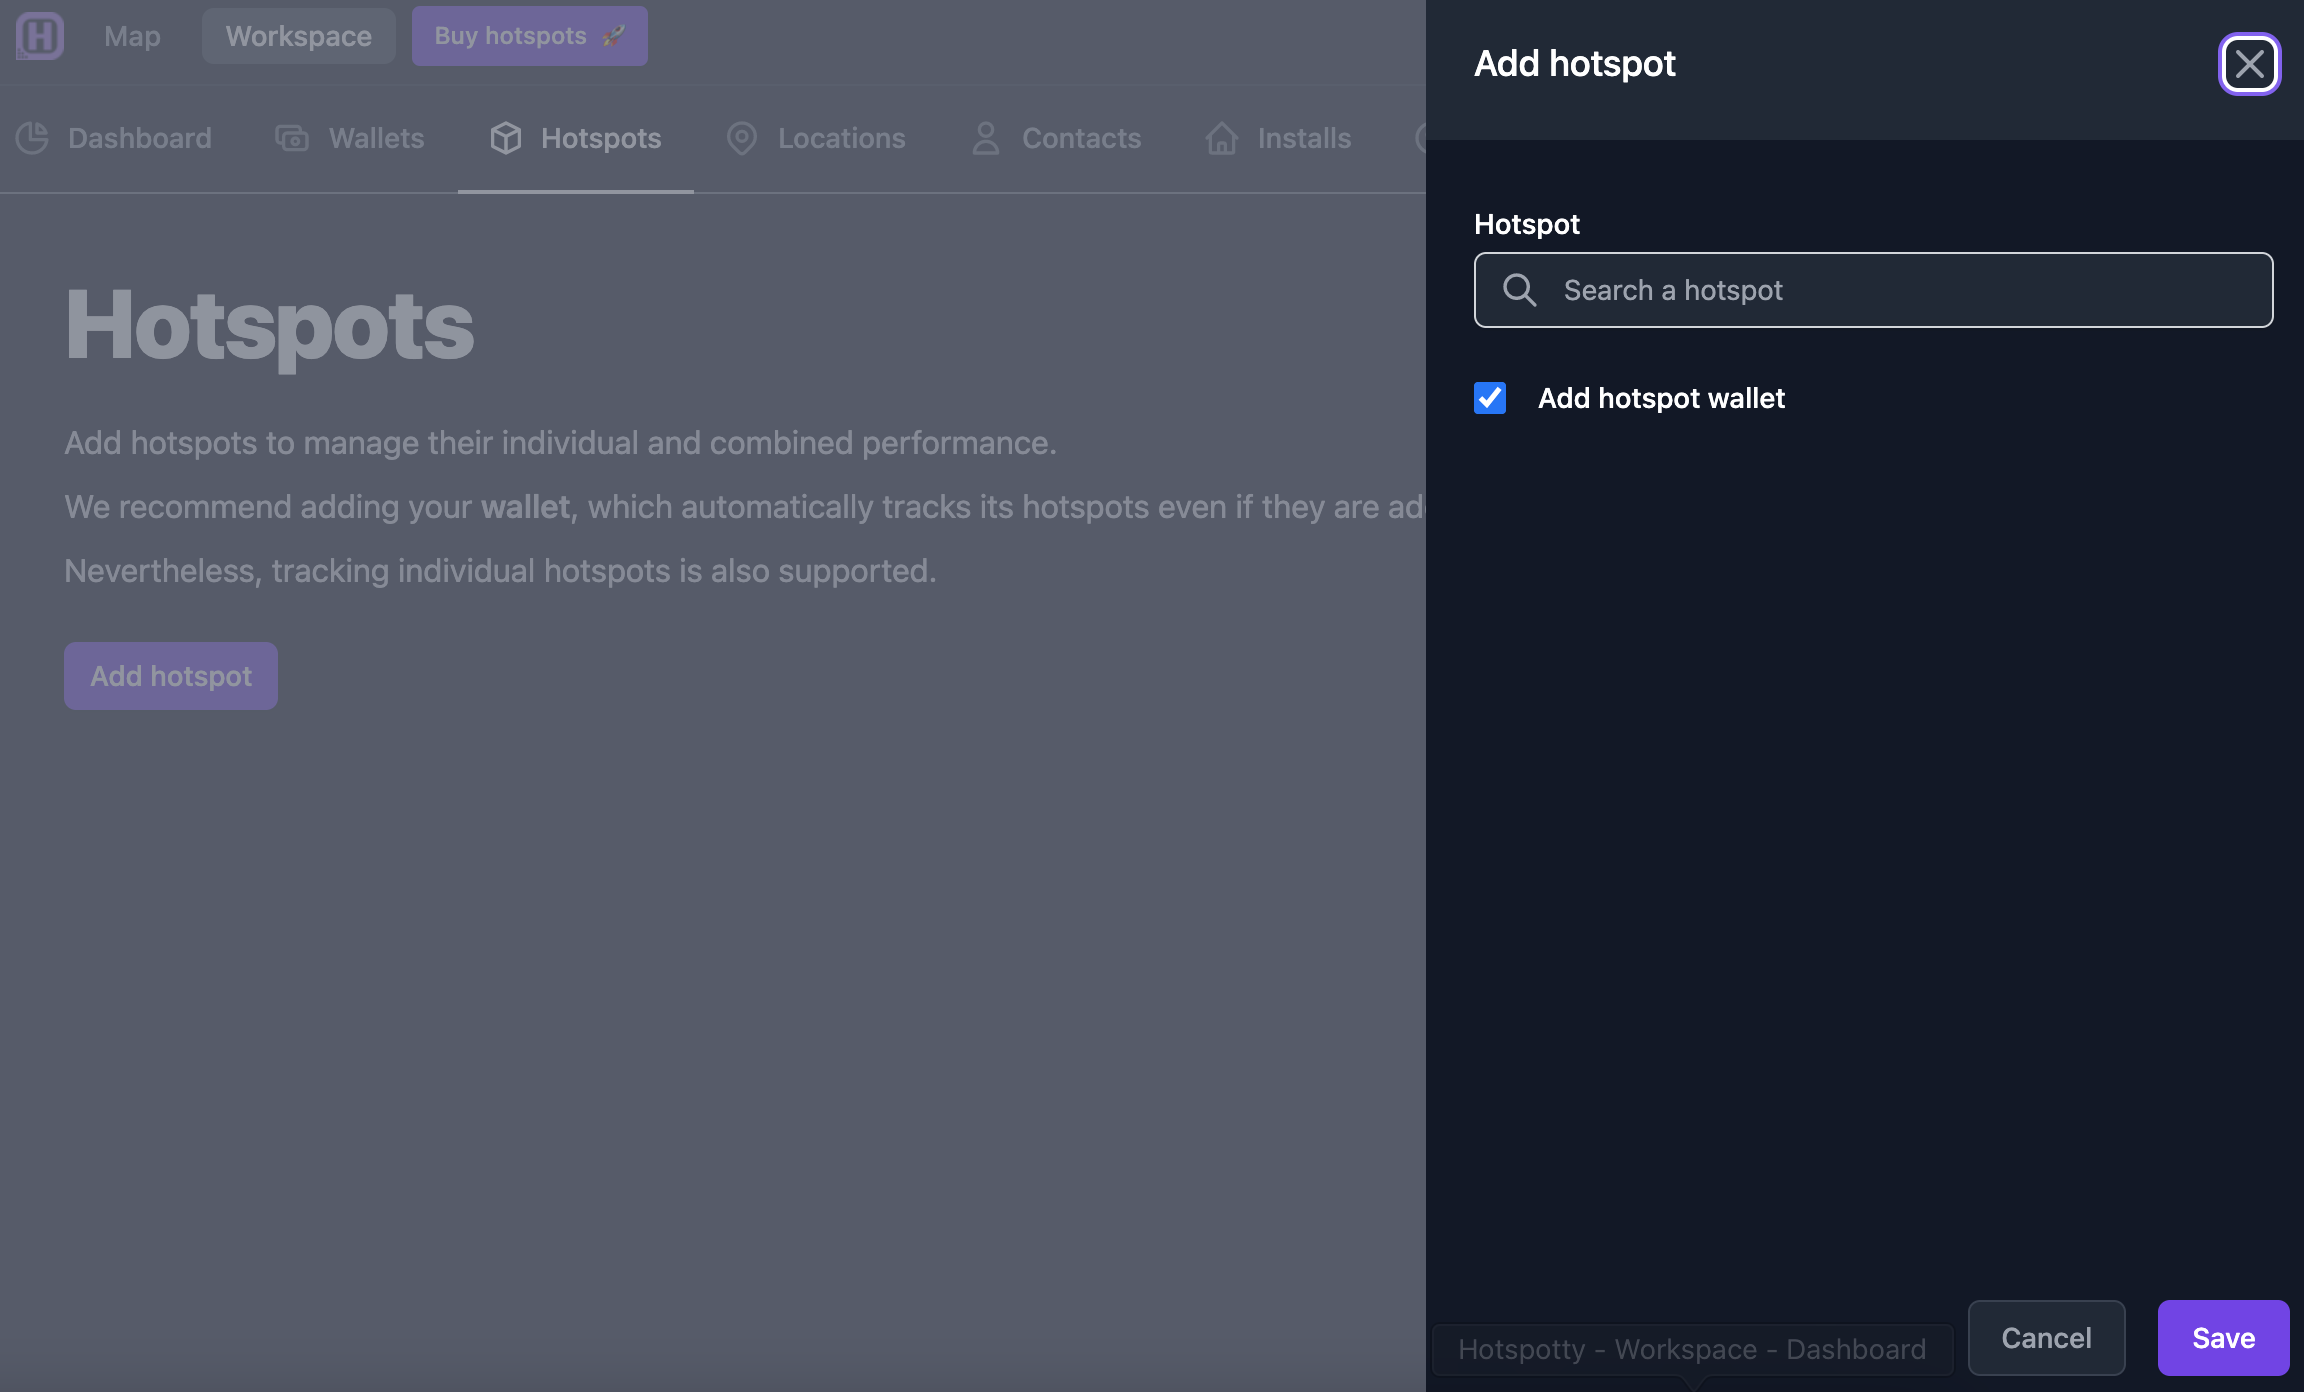 H
Map
Workspace
Buy hotspots 🚀
Dashboard
Wallets
Hotspots
Locations
Contacts
Installs
Hotspots
Add hotspots to manage their individual and combined performance.
We recommend adding your wallet, which automatically tracks its hotspots even if they are ad
Nevertheless, tracking individual hotspots is also supported.
Add hotspot
Add hotspot
Hotspot
Search a hotspot
Add hotspot wallet
Hotspotty - Workspace - Dashboard
Cancel
Save